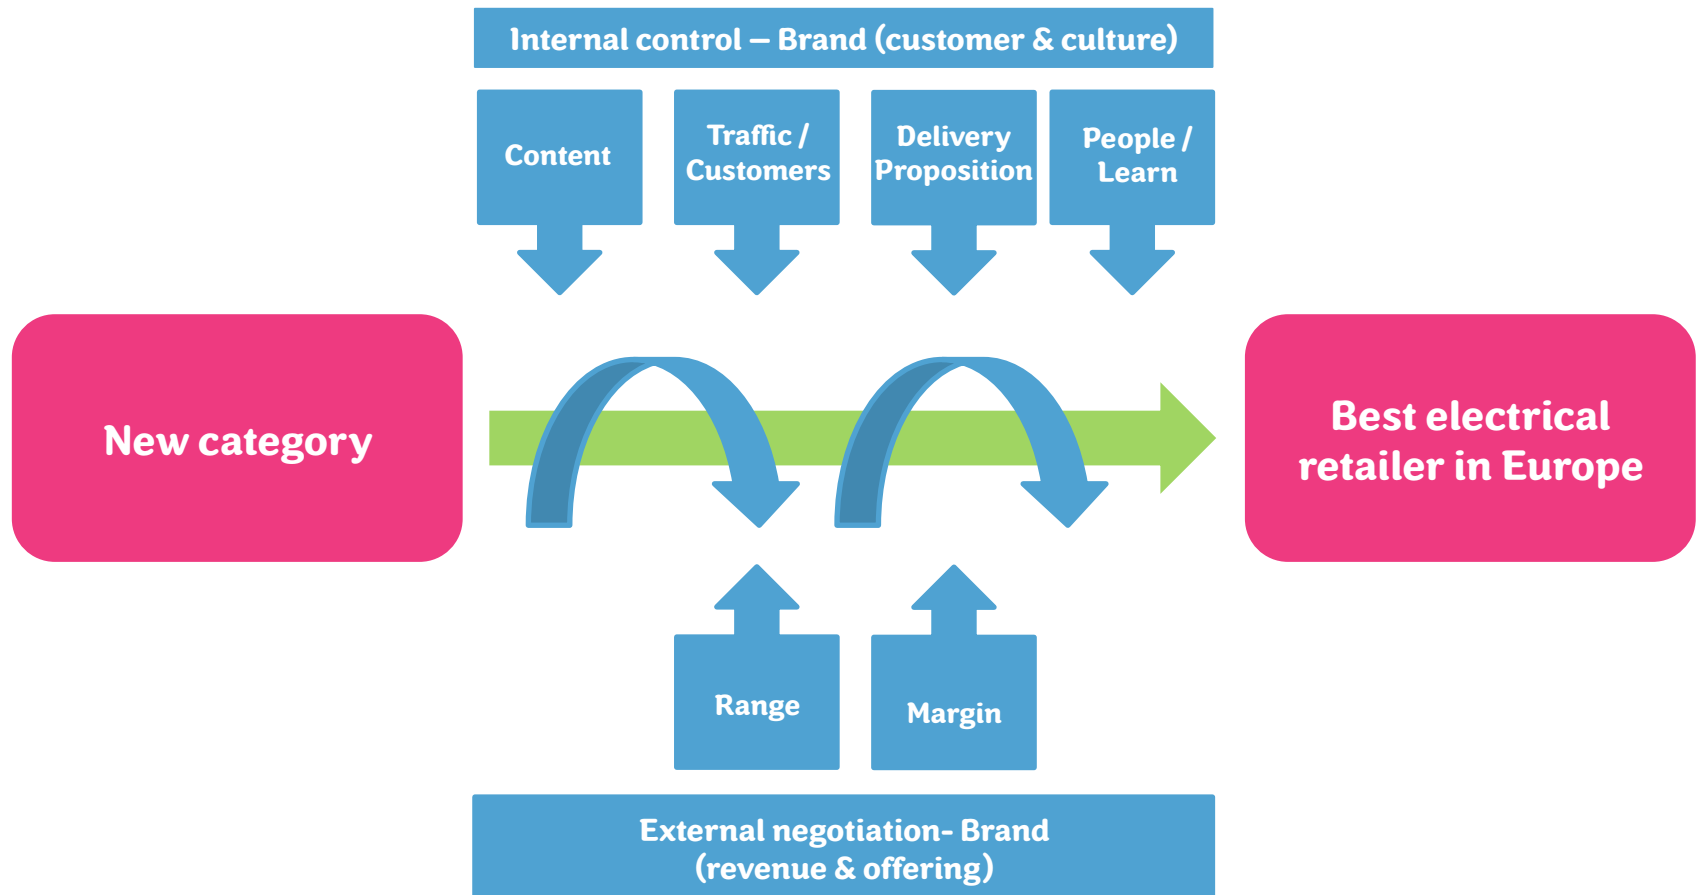 Internal control – Brand (customer & culture)
Content
Traffic /
Customers
Delivery
Proposition
People /
Learn
New category
Best electrical
retailer in Europe
Range
Margin
External negotiation- Brand
(revenue & offering)